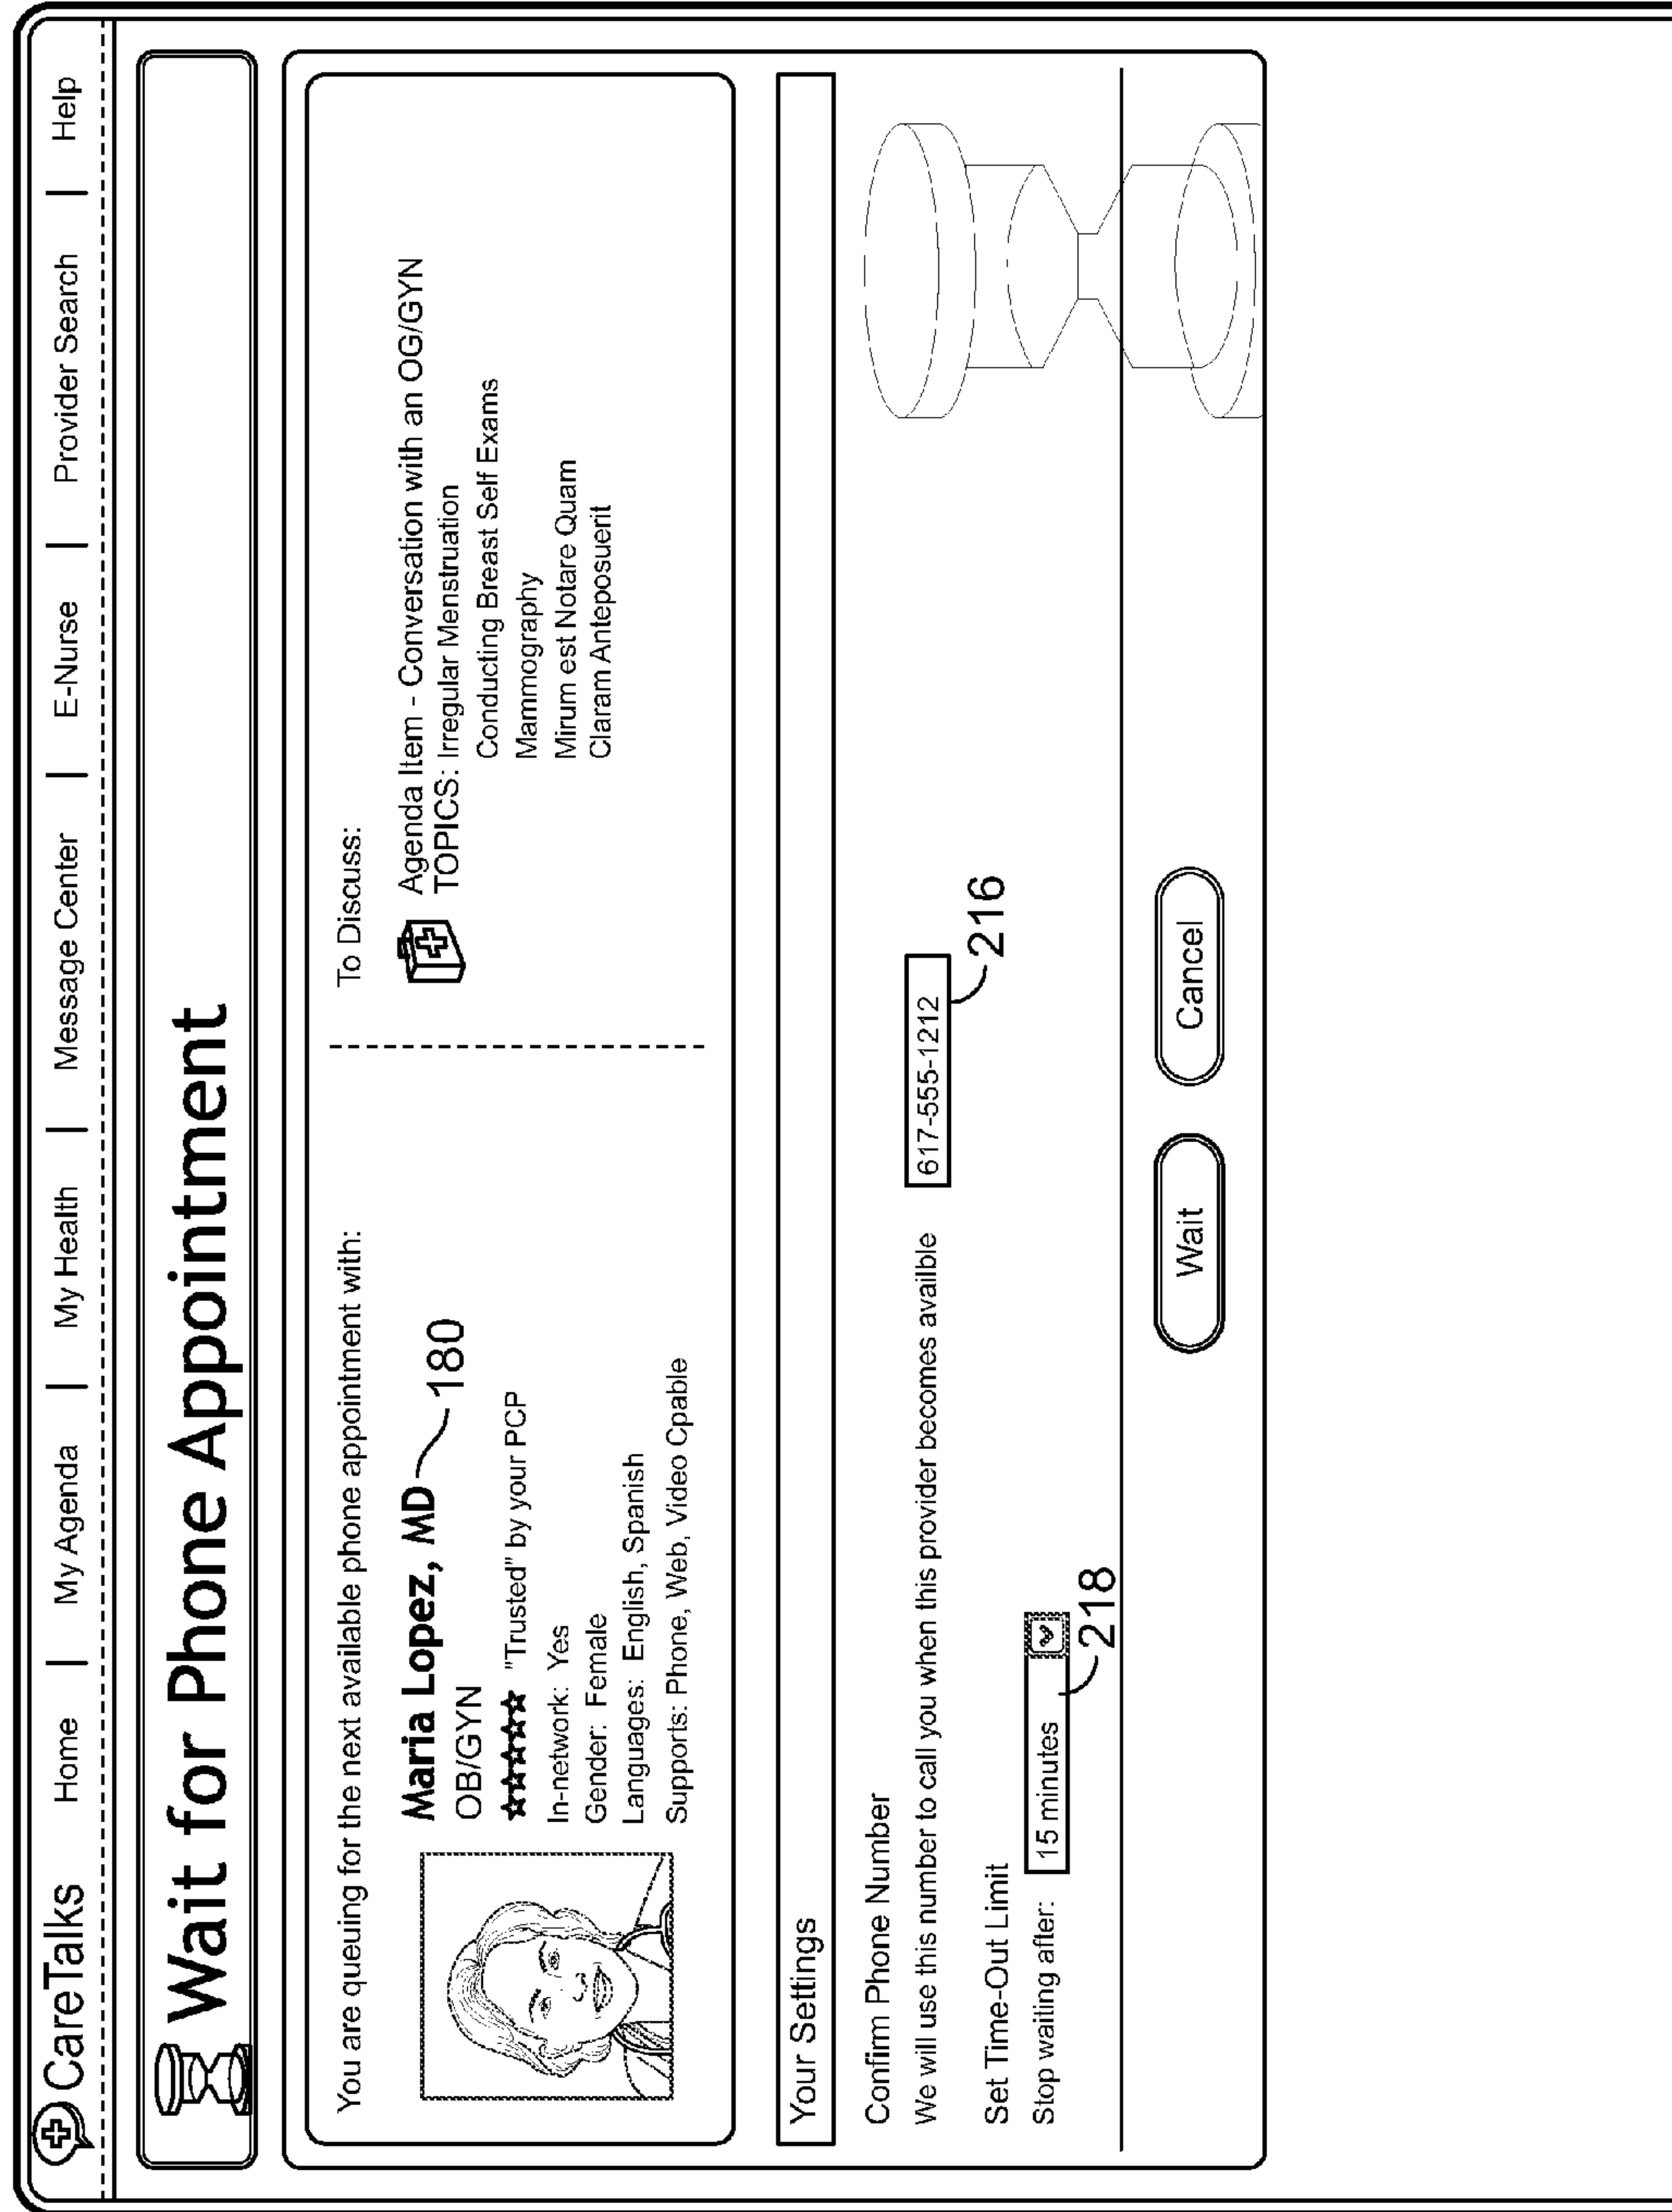 CareTalks
Home | My Agenda | My Health | Message Center | E-Nurse | Provider Search | Help
Wait for Phone Appointment
You are queuing for the next available phone appointment with:
Maria Lopez, MD
180
OB/GYN
"Trusted" by your PCP
In-network: Yes
Gender: Female
Languages: English, Spanish
Supports: Phone, Web, Video Cpable
To Discuss:
Agenda Item - Conversation with an OG/GYN
TOPICS: Irregular Menstruation
Conducting Breast Self Exams
Mammography
Mirum est Notare Quam
Claram Anteposuerit
Your Settings
Confirm Phone Number
We will use this number to call you when this provider becomes availble 617-555-1212
216
Set Time-Out Limit
Stop waiting after: 15 minutes
218
Wait Cancel